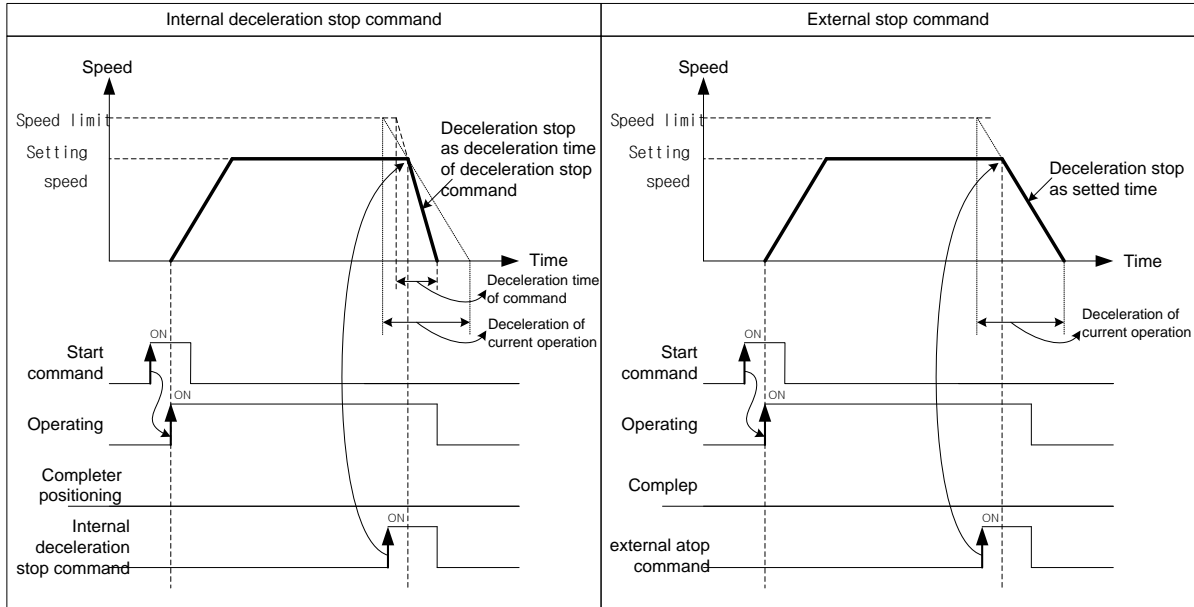 Internal deceleration stop command
Speed
Speed limit
Setting
speed
Deceleration stop
as deceleration time
of deceleration stop
command
Time
Deceleration time
of command
Deceleration of
current operation
ON
Start
command
ON
Operating
Completer
positioning
ON
Internal
deceleration
stop command
External stop command
Speed
Speed limit
Setting
speed
Deceleration stop
as setted time
Time
Deceleration of
current operation
ON
Start
command
ON
Operating
Complep
ON
external atop
command